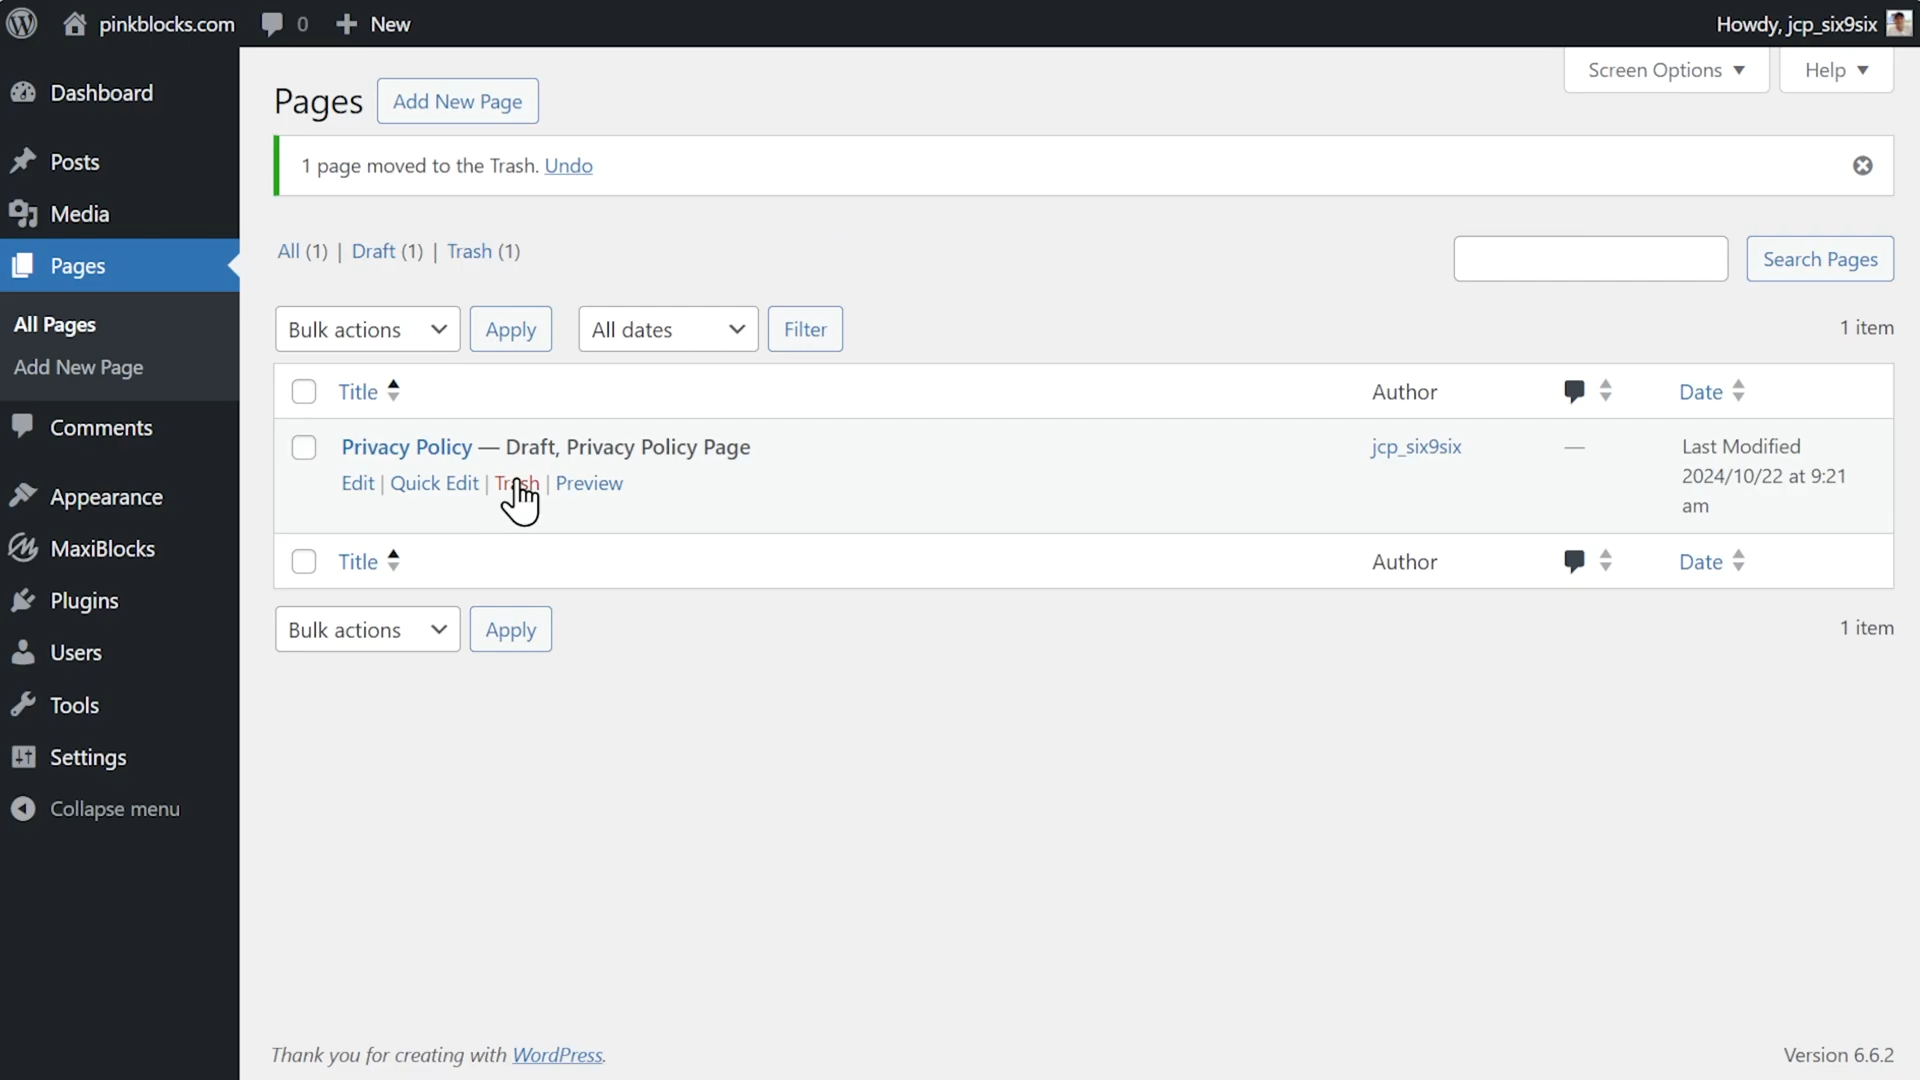 pinkblocks.com 0 New Howdy, jcp_six9six
Screen Options Help
Dashboard
Posts
Media
Pages
All Pages
Add New Page
Comments
Appearance
MaxiBlocks
Plugins
Users
Tools
Settings
Collapse menu
Pages Add New Page
1 page moved to the Trash. Undo
All (1) | Draft (1) | Trash (1)
Search Pages
Bulk actions Apply All dates Filter 1 item
Title Author Date
Privacy Policy — Draft, Privacy Policy Page jcp_six9six — Last Modified
2024/10/22 at 9:21
am
Edit | Quick Edit | Trash | Preview
Title Author Date
Bulk actions Apply 1 item
Thank you for creating with WordPress. Version 6.6.2